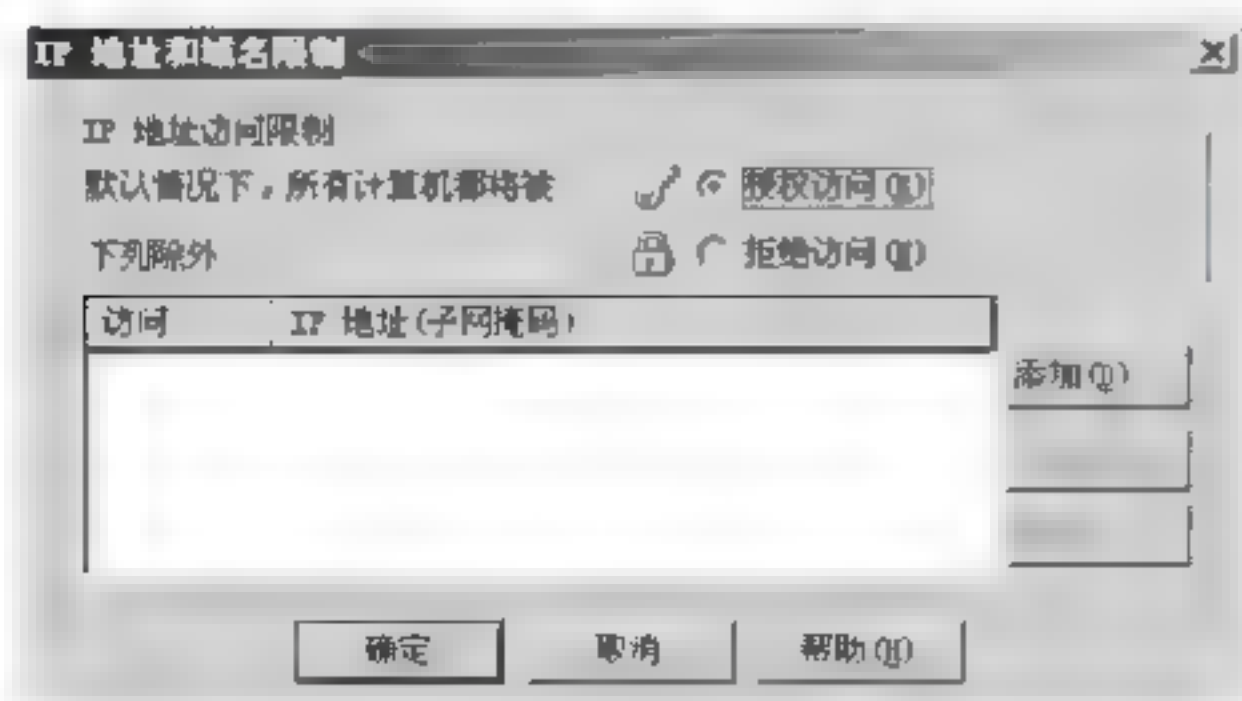 IP 地址和域名限制
IP 地址访问限制
默认情况下，所有计算机都将被
授权访问(R)
下列除外
拒绝访问(N)
访问 IP 地址(子网掩码)
添加(D)
确定 取消 帮助(H)